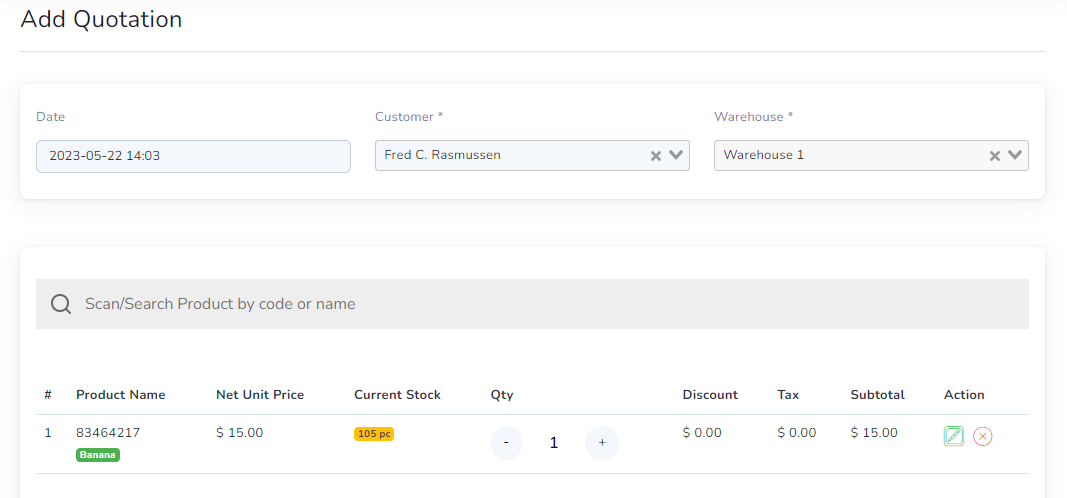 Add Quotation
Date
Customer *
Warehouse *
2023-05-22 14:03
Fred C. Rasmussen
Warehouse 1
Scan/Search Product by code or name
# Product Name Net Unit Price Current Stock Qty Discount Tax Subtotal Action
1 83464217 $ 15.00 105 pc - 1 + $ 0.00 $ 0.00 $ 15.00
Banana